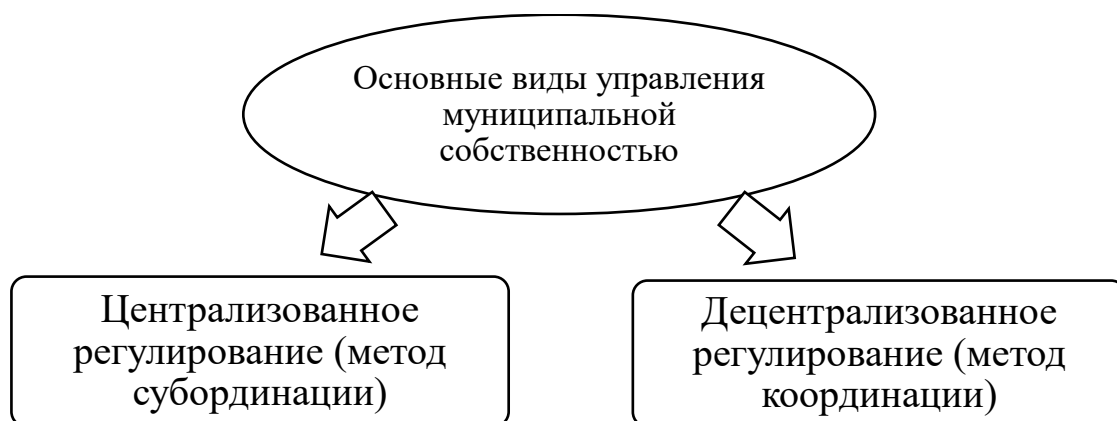 Основные виды управления
муниципальной
собственностью
Централизованное
регулирование (метод
субординации)
Децентрализованное
регулирование (метод
координации)